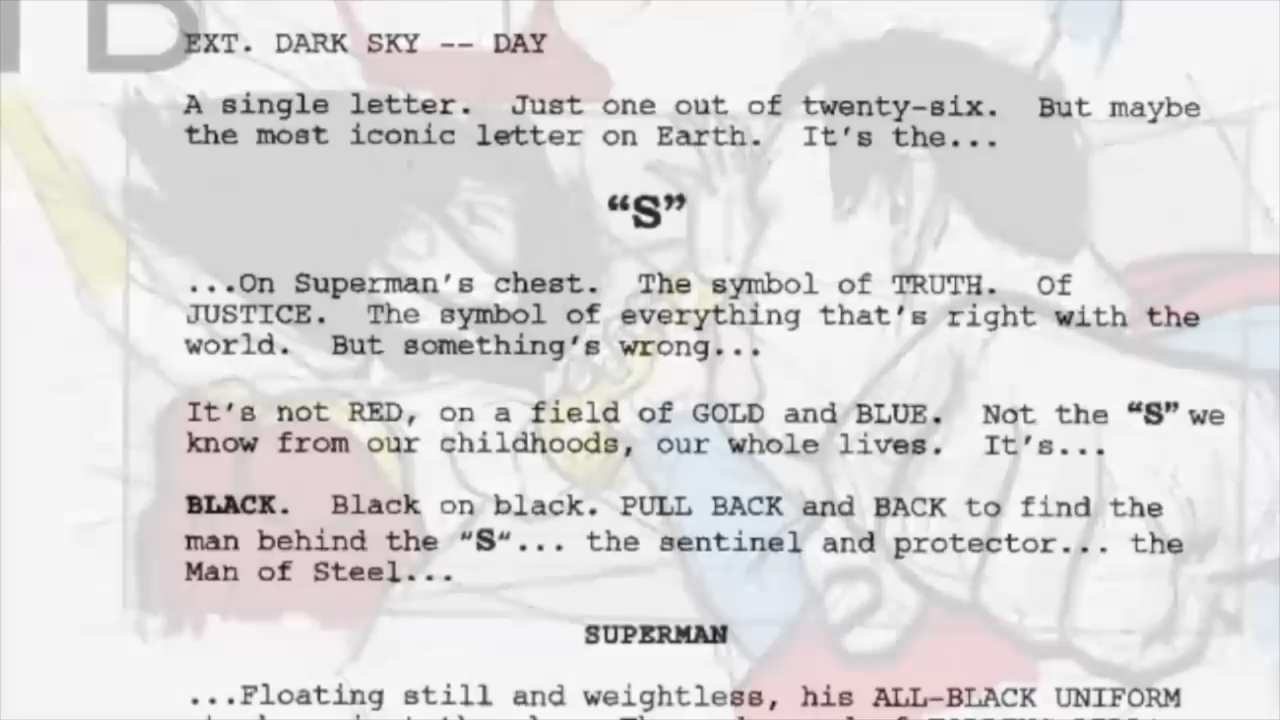 EXT. DARK SKY -- DAY
A single letter. Just one out of twenty-six. But maybe
the most iconic letter on Earth. It's the...
“S”
...On Superman's chest. The symbol of TRUTH. Of
JUSTICE. The symbol of everything that's right with the
world. But something's wrong...
It's not RED, on a field of GOLD and BLUE. Not the “S” we
know from our childhoods, our whole lives. It's...
BLACK. Black on black. PULL BACK and BACK to find the
man behind the "S"... the sentinel and protector... the
Man of Steel...
SUPERMAN
...Floating still and weightless, his ALL-BLACK UNIFORM